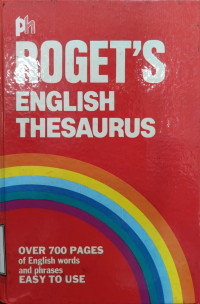 ph
ROGET'S
ENGLISH
THESAURUS
OVER 700 PAGES
of English words
and phrases
EASY TO USE